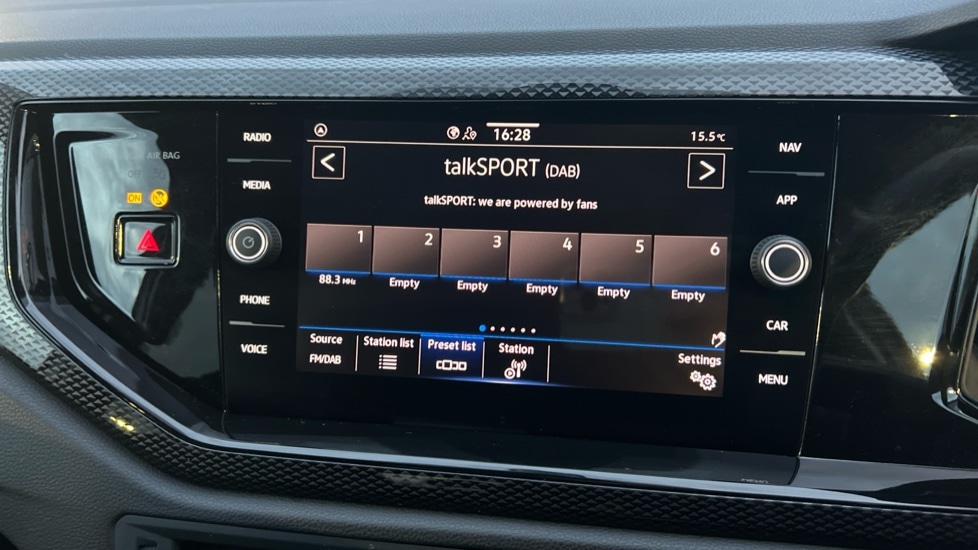 AIR BAG
OFF
ON
RADIO
MEDIA
PHONE
VOICE
16:28
15.5°C
talkSPORT (DAB)
talkSPORT: we are powered by fans
1 2 3 4 5 6
88.3 MHz Empty Empty Empty Empty Empty
Source
FM/DAB
Station list
Preset list
Station
Settings
NAV
APP
CAR
MENU